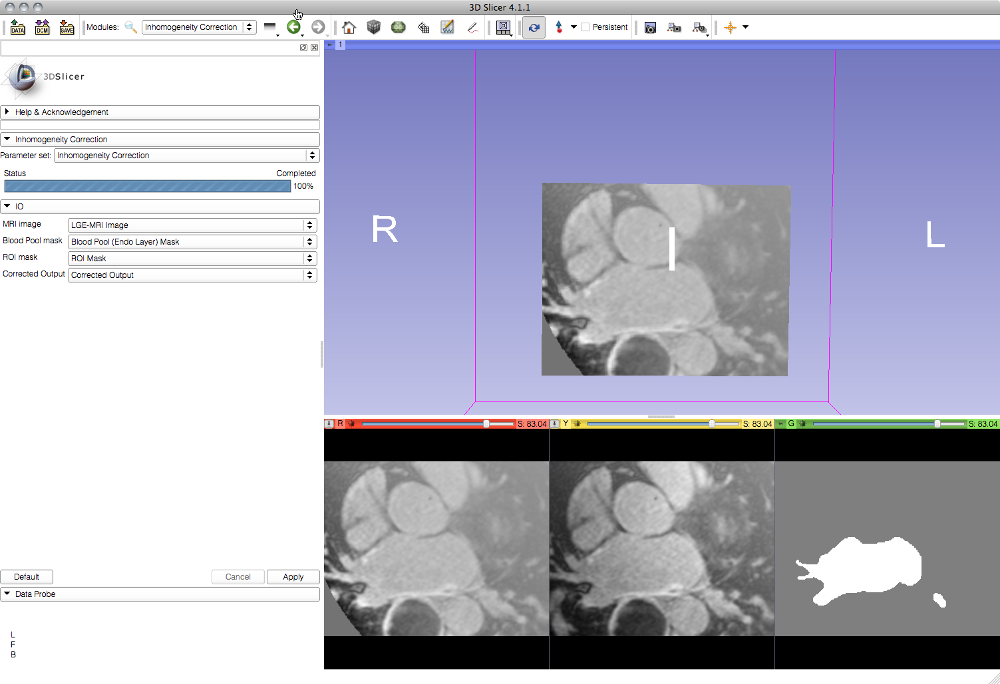 3D Slicer 4.1.1
DATA DCM SAVE Modules: Inhomogeneity Correction Persistent
1
3DSlicer
Help & Acknowledgement
Inhomogeneity Correction
Parameter set: Inhomogeneity Correction
Status Completed
100%
IO
MRI image LGE-MRI Image
Blood Pool mask Blood Pool (Endo Layer) Mask
ROI mask ROI Mask
Corrected Output Corrected Output
Default Cancel Apply
Data Probe
L
F
B
R I L
R S: 83.04 Y S: 83.04 G S: 83.04